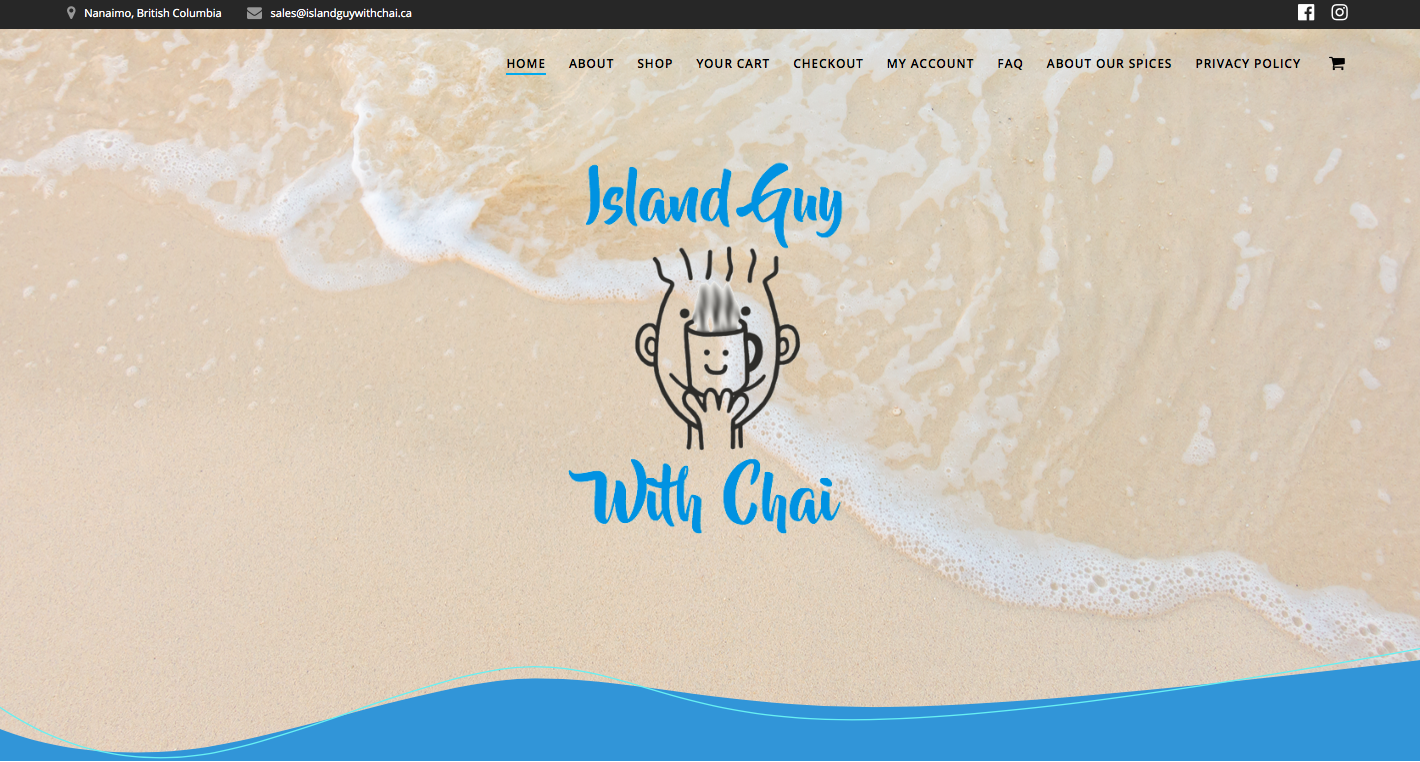 Nanaimo, British Columbia sales@islandguywithchai.ca
HOME ABOUT SHOP YOUR CART CHECKOUT MY ACCOUNT FAQ ABOUT OUR SPICES PRIVACY POLICY
Island Guy
With Chai